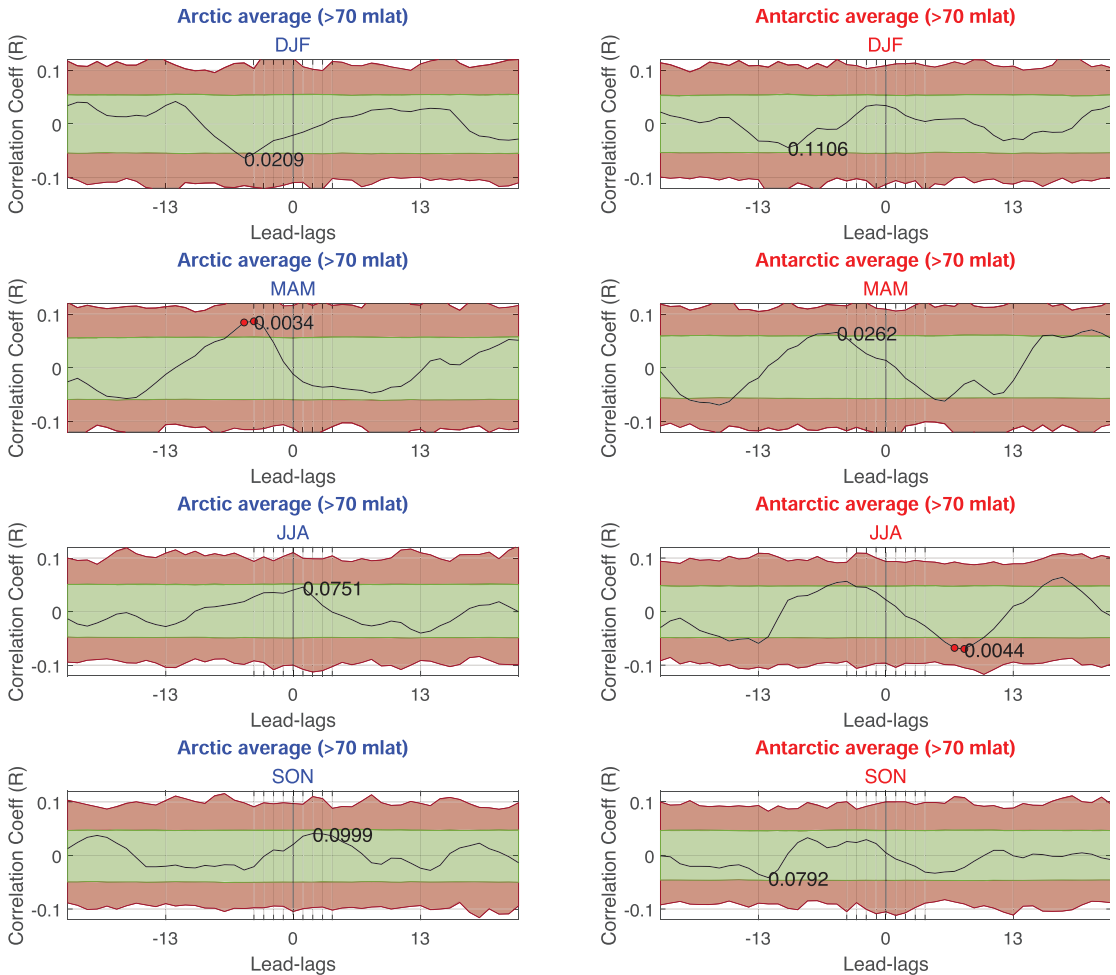 Arctic average (>70 mlat)
DJF
Correlation Coeff (R)
0.1
0
-0.1
0.0209
-13
0
13
Lead-lags
Antarctic average (>70 mlat)
DJF
Correlation Coeff (R)
0.1
0
-0.1
0.1106
-13
0
13
Lead-lags
Arctic average (>70 mlat)
MAM
Correlation Coeff (R)
0.1
0
-0.1
0.0034
-13
0
13
Lead-lags
Antarctic average (>70 mlat)
MAM
Correlation Coeff (R)
0.1
0
-0.1
0.0262
-13
0
13
Lead-lags
Arctic average (>70 mlat)
JJA
Correlation Coeff (R)
0.1
0
-0.1
0.0751
-13
0
13
Lead-lags
Antarctic average (>70 mlat)
JJA
Correlation Coeff (R)
0.1
0
-0.1
0.0044
-13
0
13
Lead-lags
Arctic average (>70 mlat)
SON
Correlation Coeff (R)
0.1
0
-0.1
0.0999
-13
0
13
Lead-lags
Antarctic average (>70 mlat)
SON
Correlation Coeff (R)
0.1
0
-0.1
0.0792
-13
0
13
Lead-lags